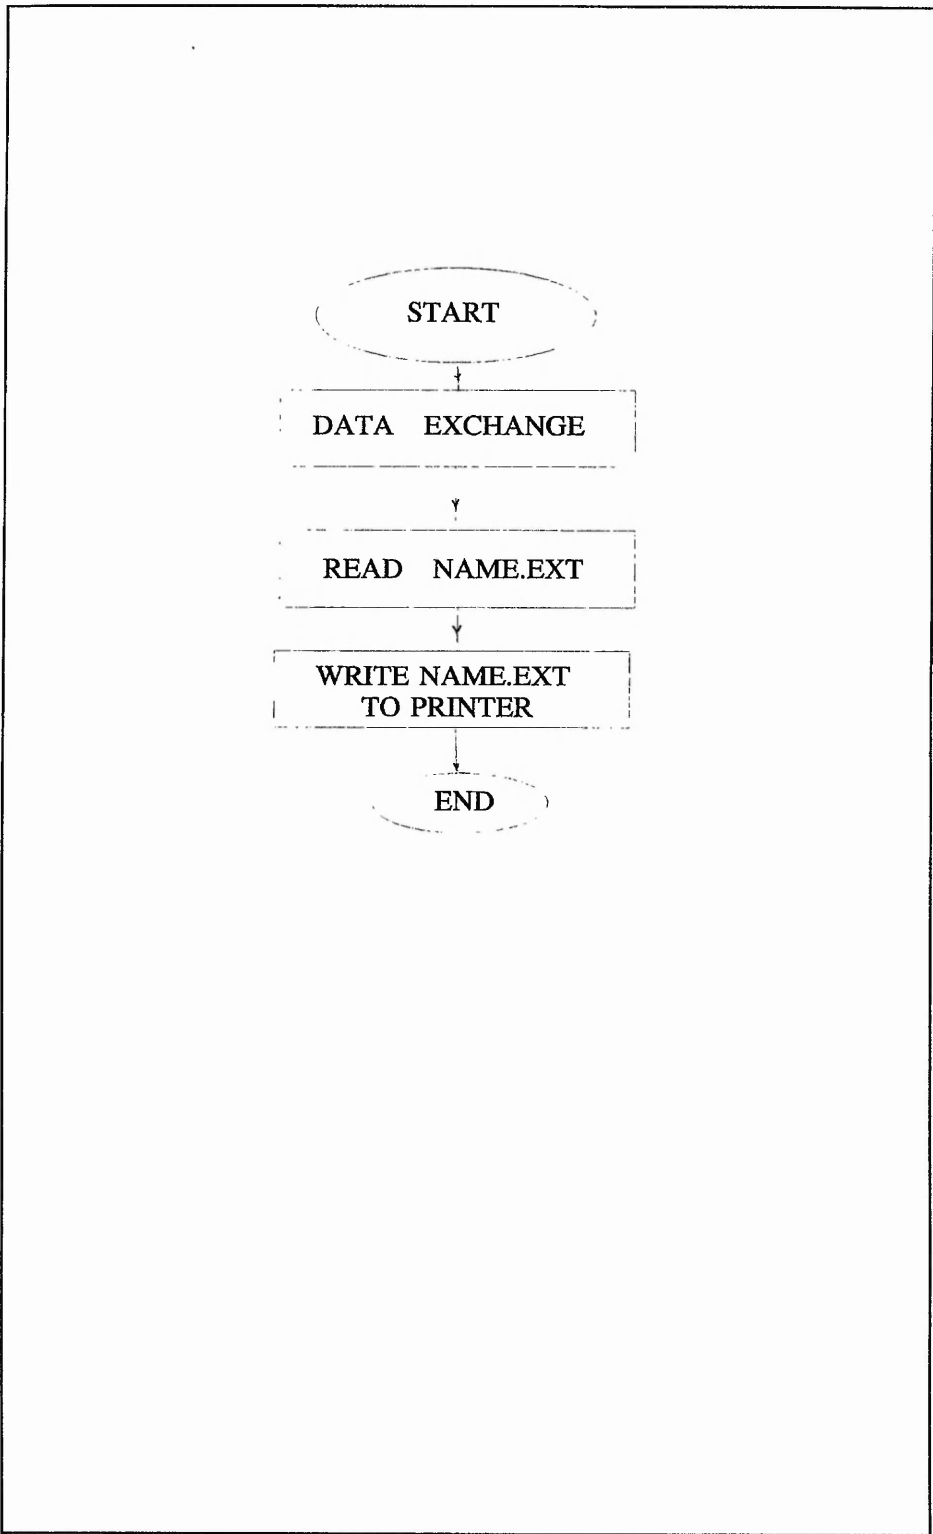 START
DATA EXCHANGE
READ NAME.EXT
WRITE NAME.EXT
TO PRINTER
END